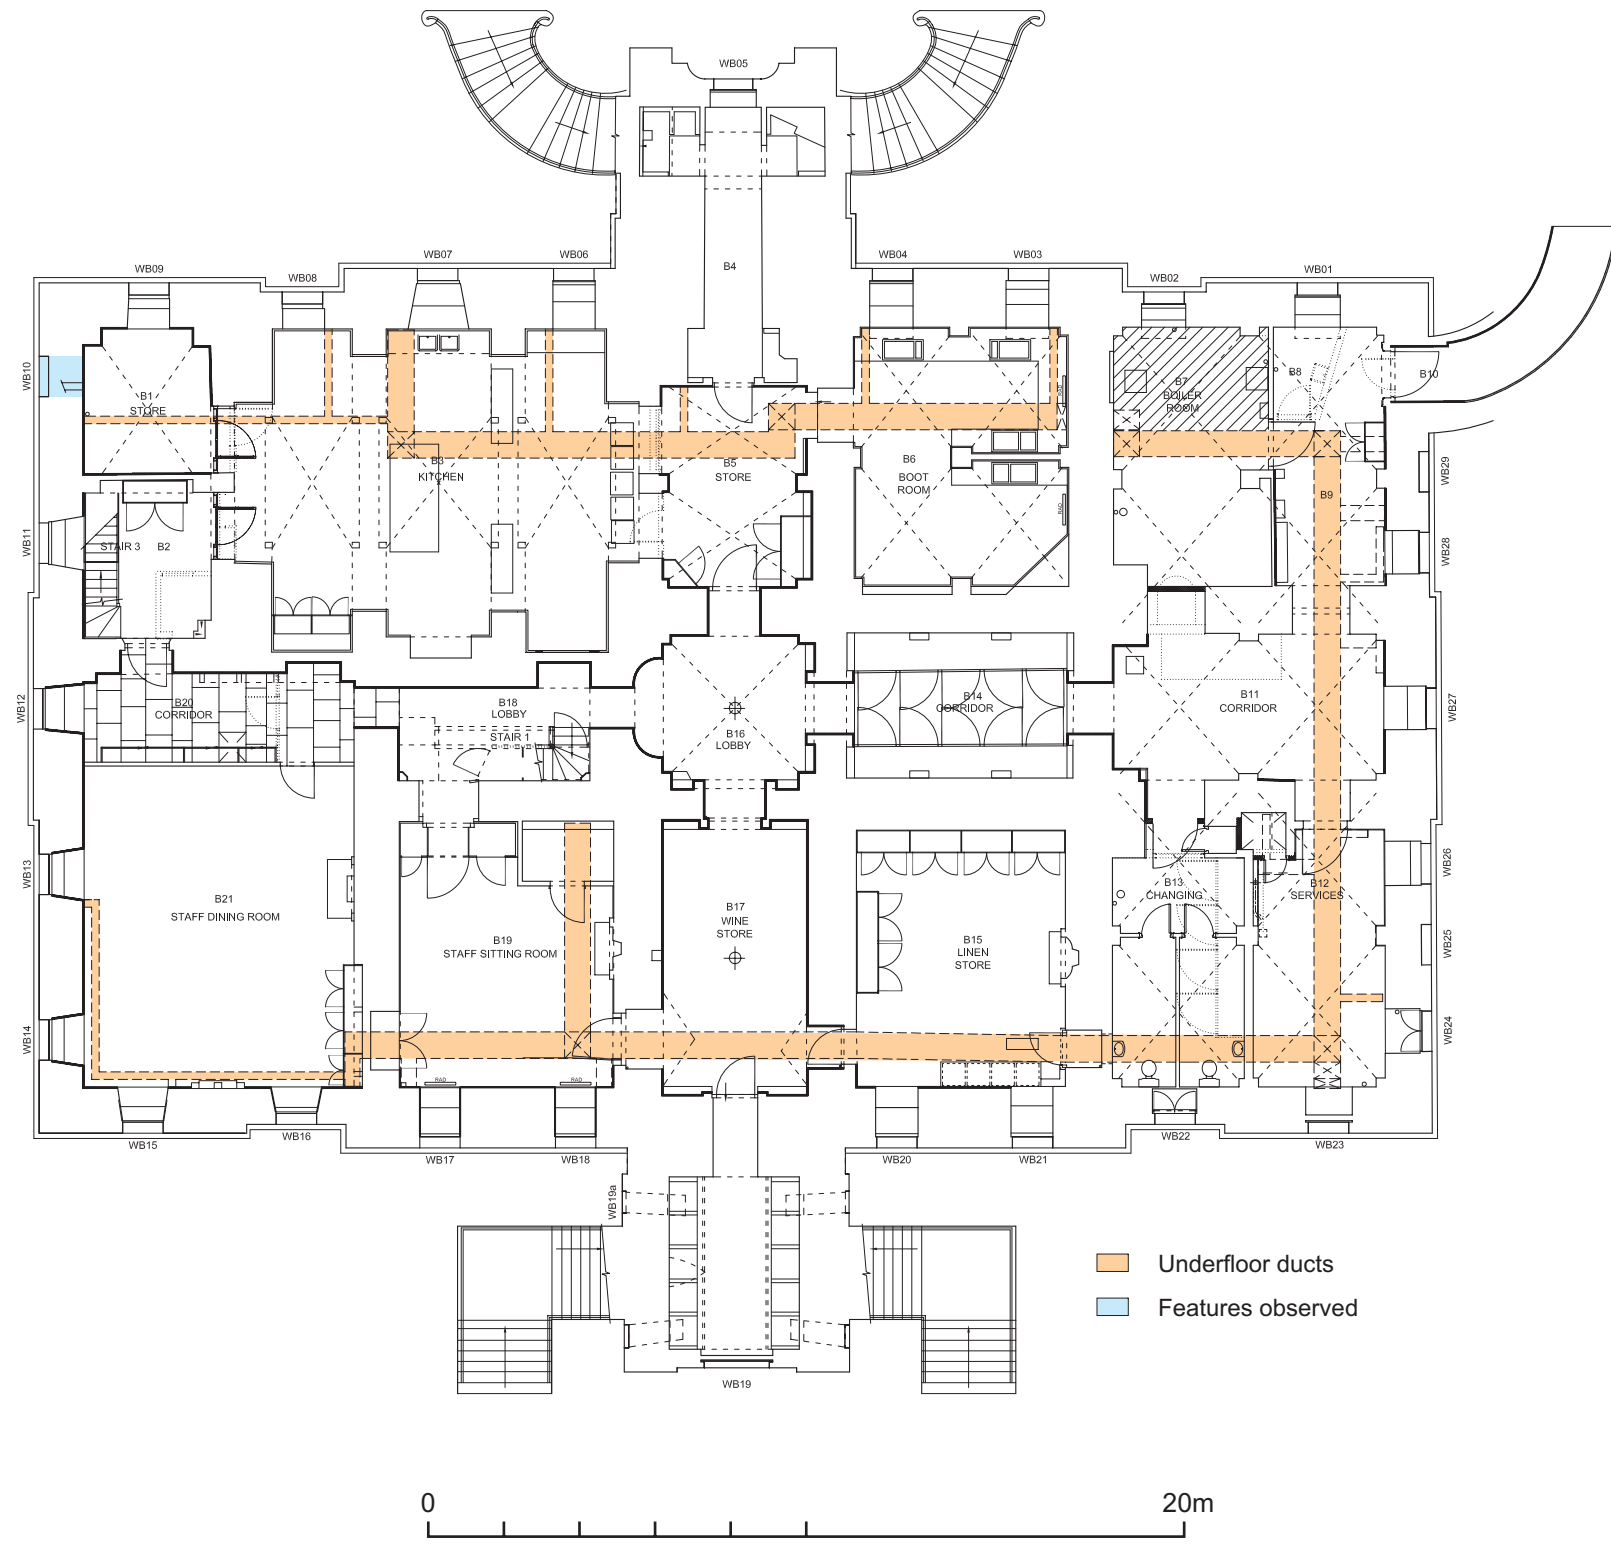 WB05
WB09
WB08
WB07
WB06
B4
WB04
WB03
WB02
WB01
WB10
B1
STORE
B3
KITCHEN
B5
STORE
B6
BOOT
ROOM
RAD
RAD
B7
BOILER
ROOM
B8
B10
B9
WB29
WB28
WB11
STAIR 3
B2
WB12
B20
CORRIDOR
B18
LOBBY
STAIR 1
B16
LOBBY
B14
CORRIDOR
B11
CORRIDOR
WB27
WB13
B21
STAFF DINING ROOM
B19
STAFF SITTING ROOM
B17
WINE
STORE
B15
LINEN
STORE
B13
CHANGING
B12
SERVICES
WB26
WB25
WB14
WB24
RAD
RAD
WB15
WB16
WB17
WB18
WB20
WB21
WB22
WB23
WB19a
WB19
Underfloor ducts
Features observed
0
20m